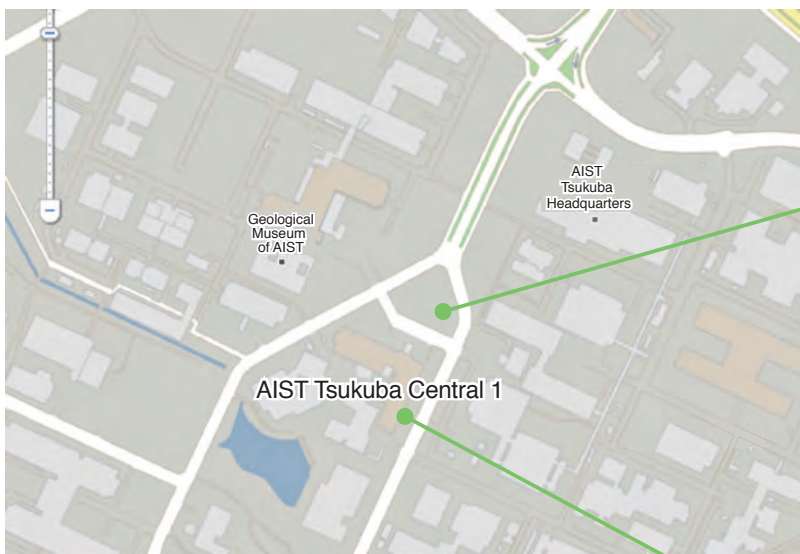 AIST
Tsukuba
Headquarters
Geological
Museum
of AIST
AIST Tsukuba Central 1